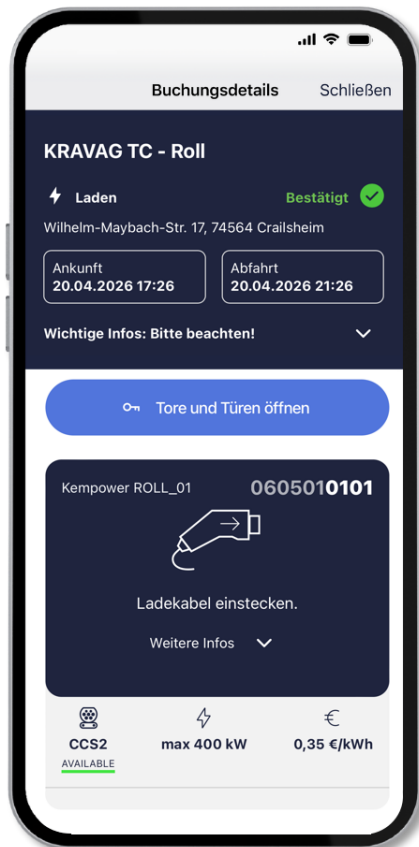 Buchungsdetails Schließen
KRAVAG TC - Roll
Laden Bestätigt
Wilhelm-Maybach-Str. 17, 74564 Crailsheim
Ankunft Abfahrt
20.04.2026 17:26 20.04.2026 21:26
Wichtige Infos: Bitte beachten!
Tore und Türen öffnen
Kempower ROLL_01 0605010101
Ladekabel einstecken.
Weitere Infos
CCS2 max 400 kW 0,35 €/kWh
AVAILABLE